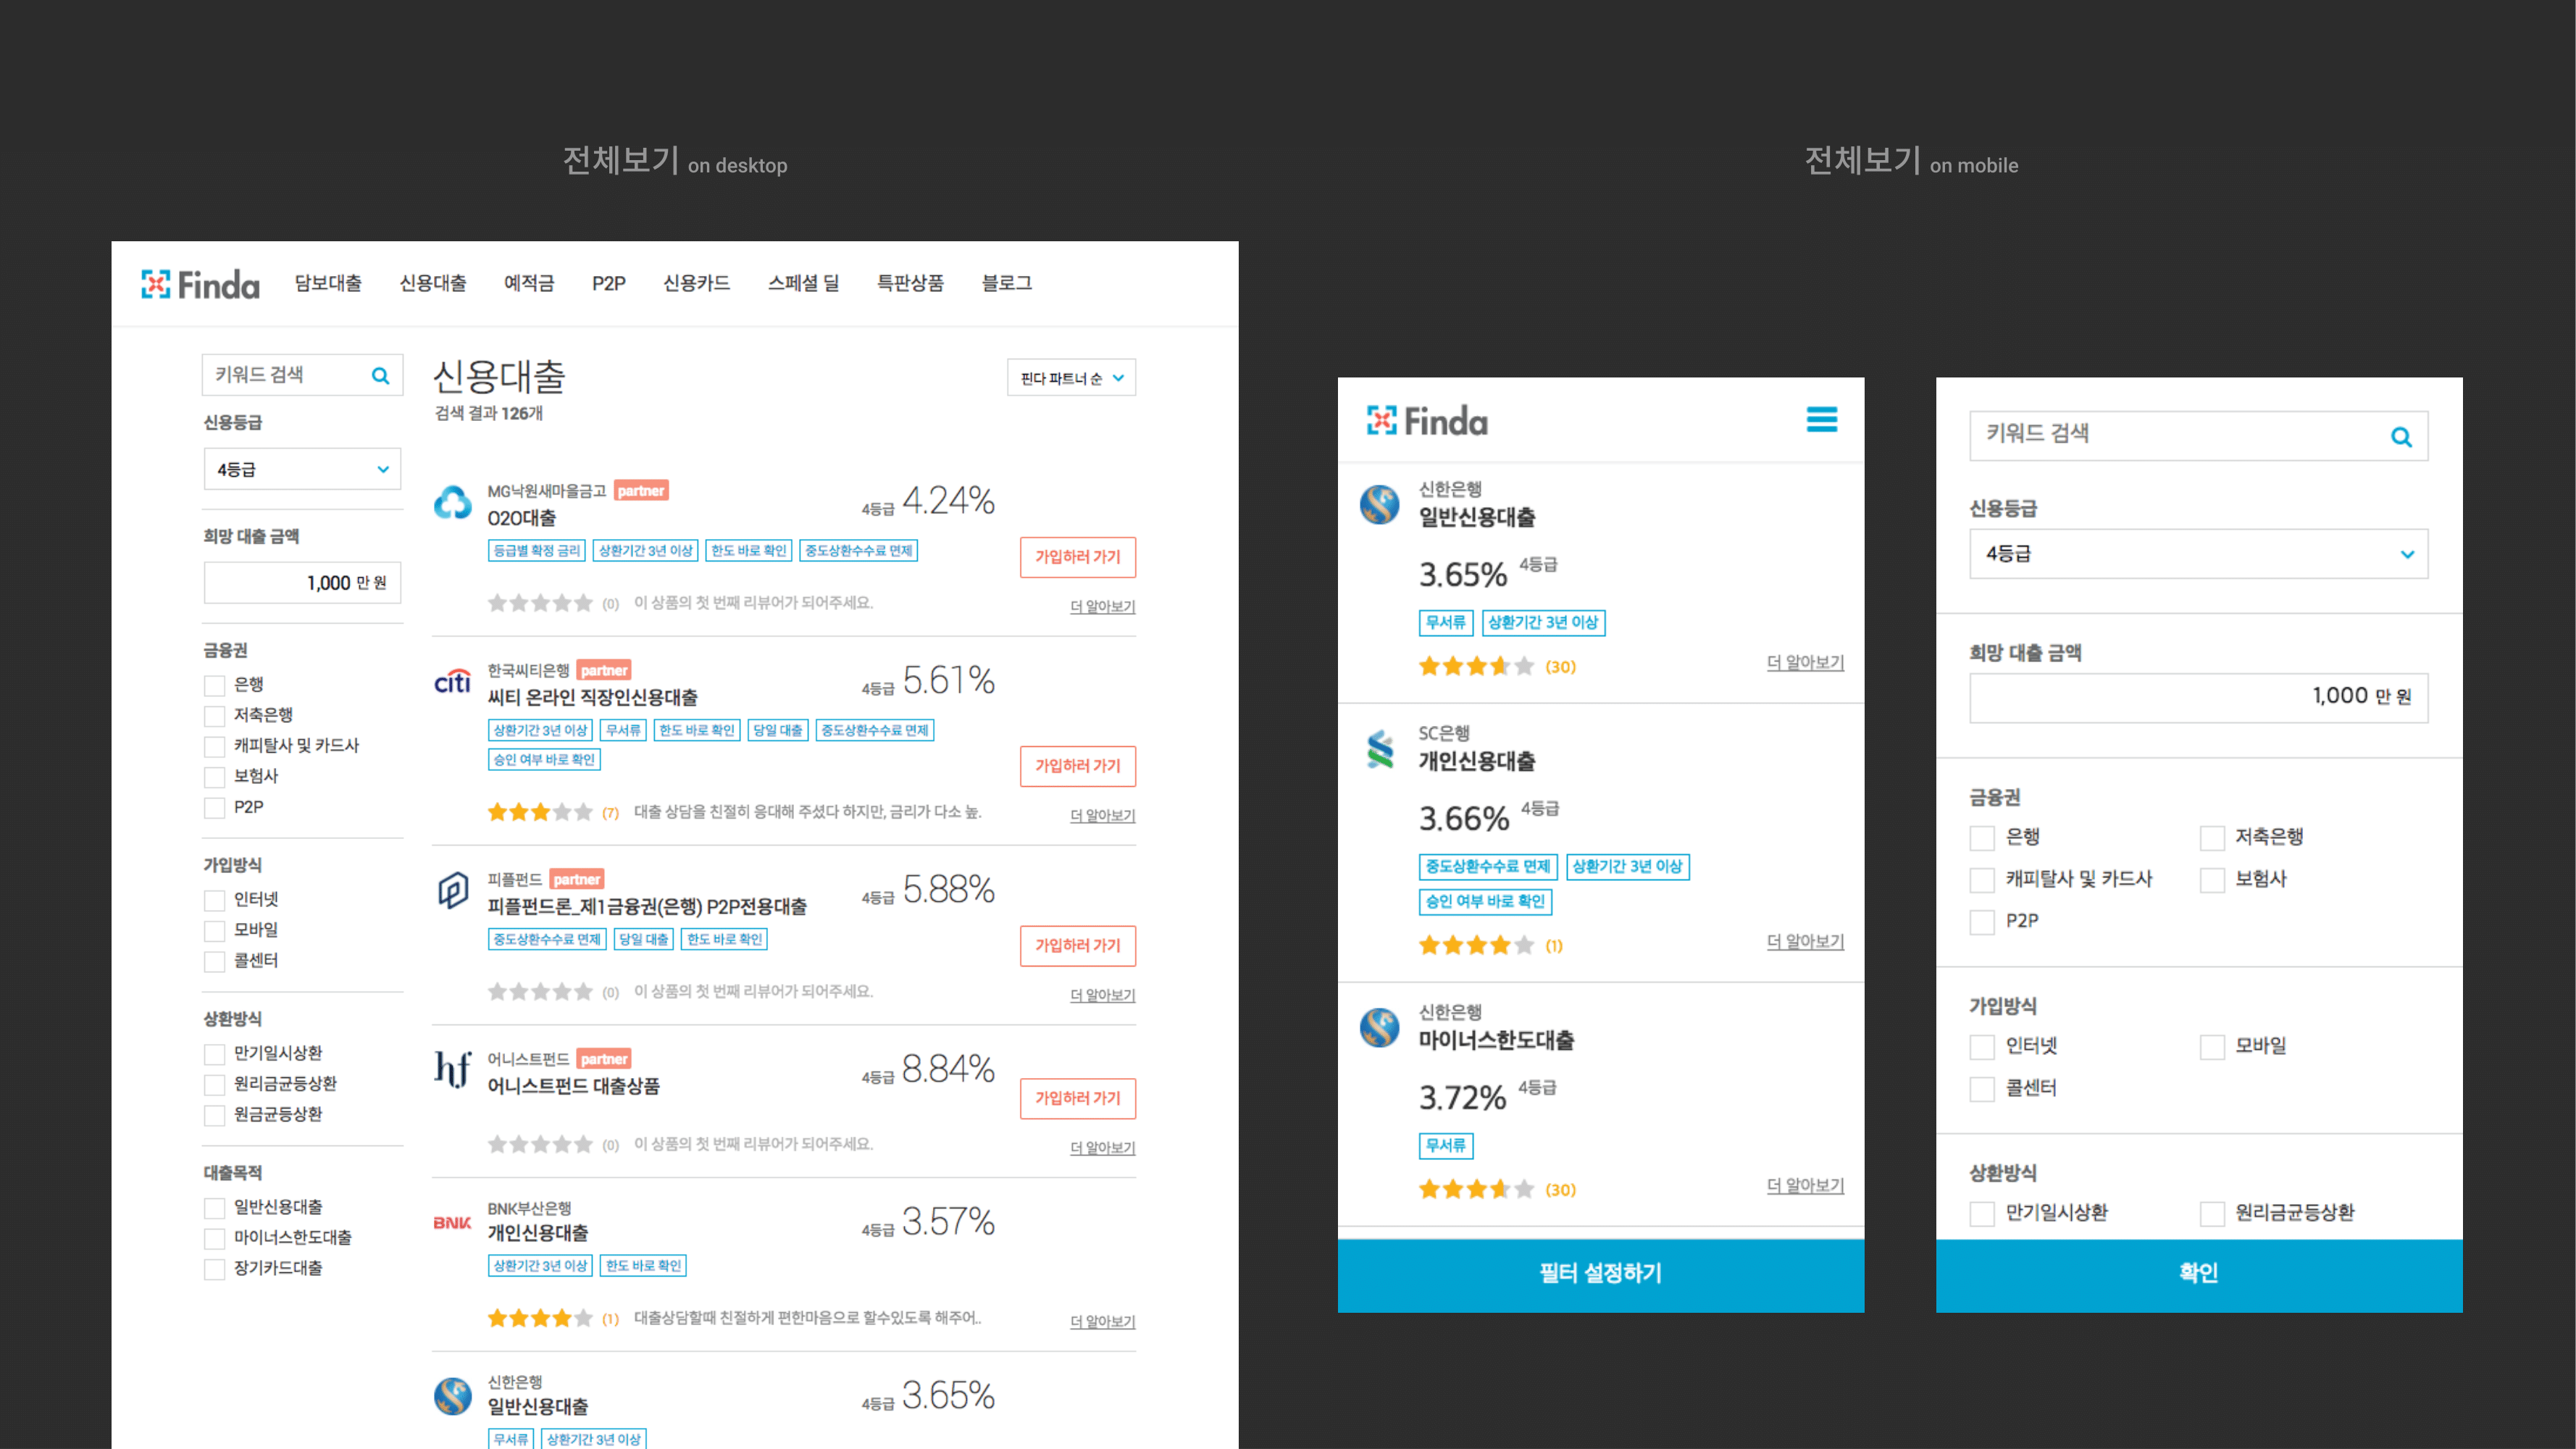 전체보기 on desktop
전체보기 on mobile
Finda 담보대출 신용대출 예적금 P2P 신용카드 스페셜 딜 특판상품 블로그
키워드 검색
신용등급
4등급
희망 대출 금액
1,000 만 원
금융권
은행
저축은행
캐피탈사 및 카드사
보험사
P2P
가입방식
인터넷
모바일
콜센터
상환방식
만기일시상환
원리금균등상환
원금균등상환
대출목적
일반신용대출
마이너스한도대출
장기카드대출
신용대출
검색 결과 126개
핀다 파트너 순
MG낙원새마을금고 partner
O2O대출
4등급 4.24%
등급별 확정 금리 상환기간 3년 이상 한도 바로 확인 중도상환수수료 면제
가입하러 가기
(0) 이 상품의 첫 번째 리뷰어가 되어주세요.
더 알아보기
citi
한국씨티은행 partner
씨티 온라인 직장인신용대출
4등급 5.61%
상환기간 3년 이상 무서류 한도 바로 확인 당일 대출 중도상환수수료 면제
승인 여부 바로 확인
가입하러 가기
(7) 대출 상담을 친절히 응대해 주셨다 하지만, 금리가 다소 높.
더 알아보기
피플펀드 partner
피플펀드론_제1금융권(은행) P2P전용대출
4등급 5.88%
중도상환수수료 면제 당일 대출 한도 바로 확인
가입하러 가기
(0) 이 상품의 첫 번째 리뷰어가 되어주세요.
더 알아보기
hf
어니스트펀드 partner
어니스트펀드 대출상품
4등급 8.84%
가입하러 가기
(0) 이 상품의 첫 번째 리뷰어가 되어주세요.
더 알아보기
BNK
BNK부산은행
개인신용대출
4등급 3.57%
상환기간 3년 이상 한도 바로 확인
(1) 대출상담할때 친절하게 편한마음으로 할수있도록 해주어..
더 알아보기
신한은행
일반신용대출
4등급 3.65%
무서류 상환기간 3년 이상
Finda
신한은행
일반신용대출
3.65% 4등급
무서류 상환기간 3년 이상
(30)
더 알아보기
SC은행
개인신용대출
3.66% 4등급
중도상환수수료 면제 상환기간 3년 이상
승인 여부 바로 확인
(1)
더 알아보기
신한은행
마이너스한도대출
3.72% 4등급
무서류
(30)
더 알아보기
필터 설정하기
키워드 검색
신용등급
4등급
희망 대출 금액
1,000 만 원
금융권
은행 저축은행
캐피탈사 및 카드사 보험사
P2P
가입방식
인터넷 모바일
콜센터
상환방식
만기일시상환 원리금균등상환
확인